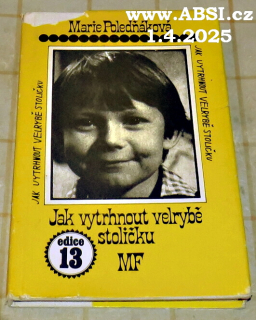 www.ABSI.cz
1.4.2025
Marie Poledňáková
JAK VYTRHNOUT VELRYBĚ STOLIČKU
JAK VYTRHNOUT VELRYBĚ STOLIČKU
Jak vytrhnout velrybě
stoličku
edice
13
MF